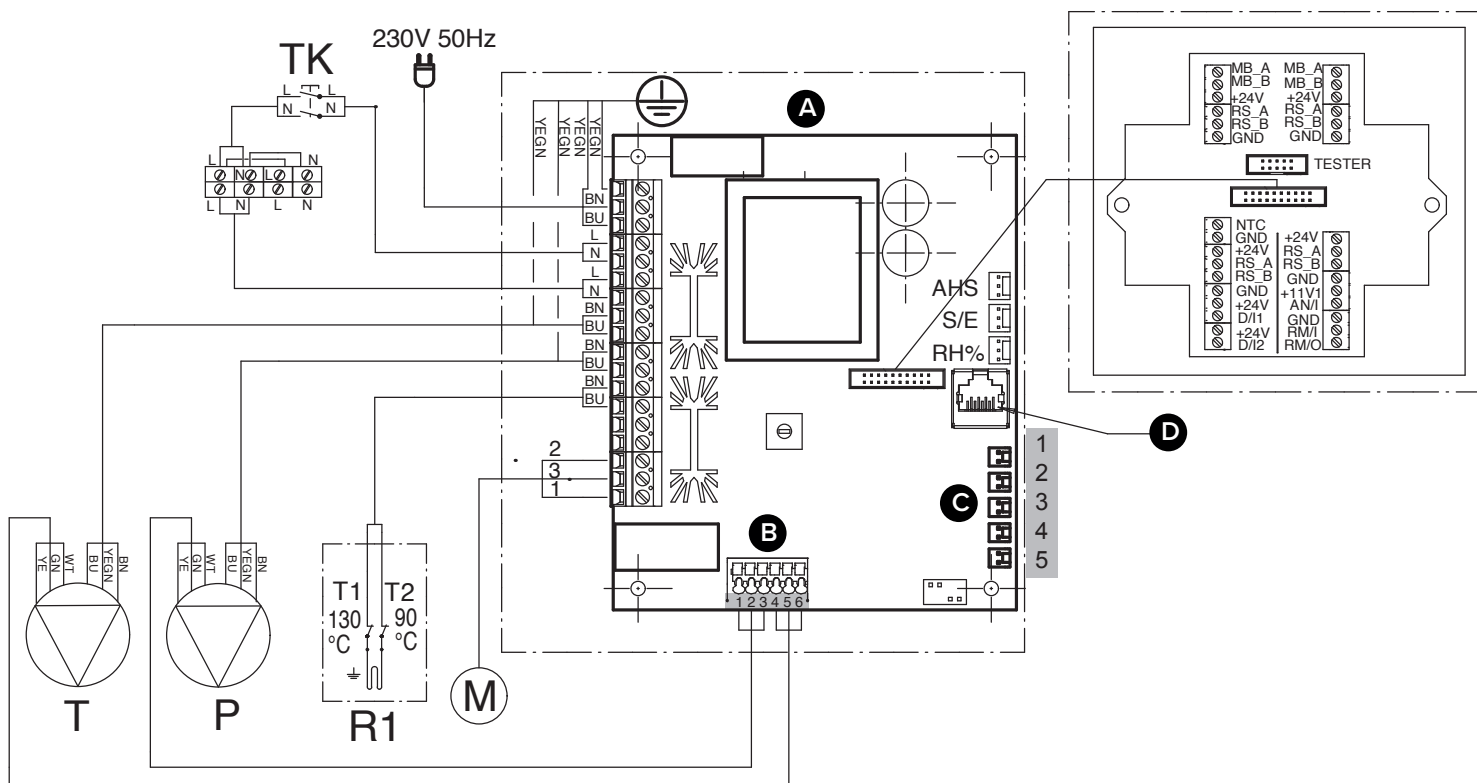 230V 50Hz
TK
L L
N N
L N L N
L N L N
YEGN YEGN YEGN YEGN
A
BN
BU
L
N
L
N
BN
BU
BN
BU
BN
BU
2
3
1
AHS
S/E
RH%
D
C
1
2
3
4
5
B
1 2 3 4 5 6
YE GN WT BU YEGN BN
T
YE GN WT BU YEGN BN
P
T1 T2
130 90
°C °C
R1
M
MB_A MB_A
MB_B MB_B
+24V +24V
RS_A RS_A
RS_B RS_B
GND GND
TESTER
NTC
GND +24V
+24V RS_A
RS_A RS_B
RS_B GND
GND +11V1
+24V AN/I
D/I1 GND
+24V RM/I
D/I2 RM/O